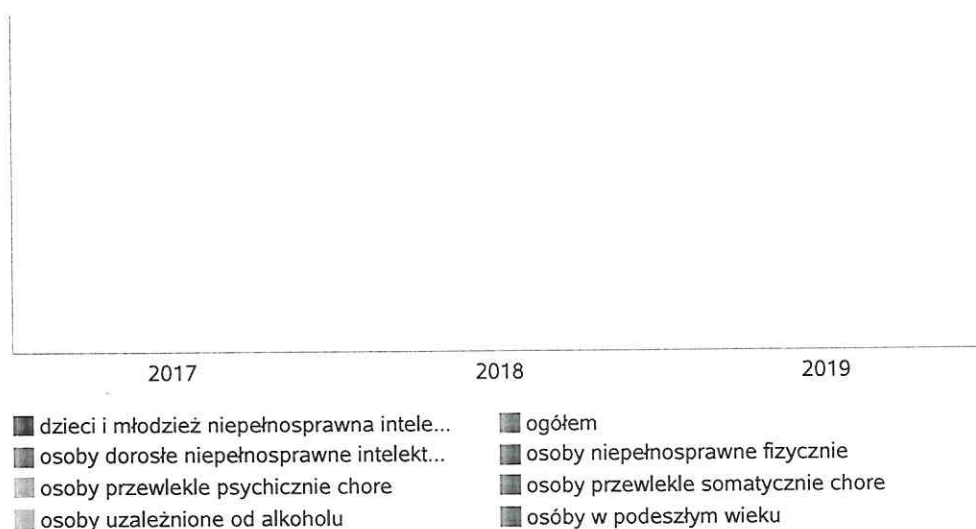 2017 2018 2019
dzieci i młodzież niepełnosprawna intele...
osoby dorosłe niepełnosprawne intelekt...
osoby przewlekle psychicznie chore
osoby uzależnione od alkoholu
ogółem
osoby niepełnosprawne fizycznie
osoby przewlekle somatycznie chore
osóby w podeszłym wieku